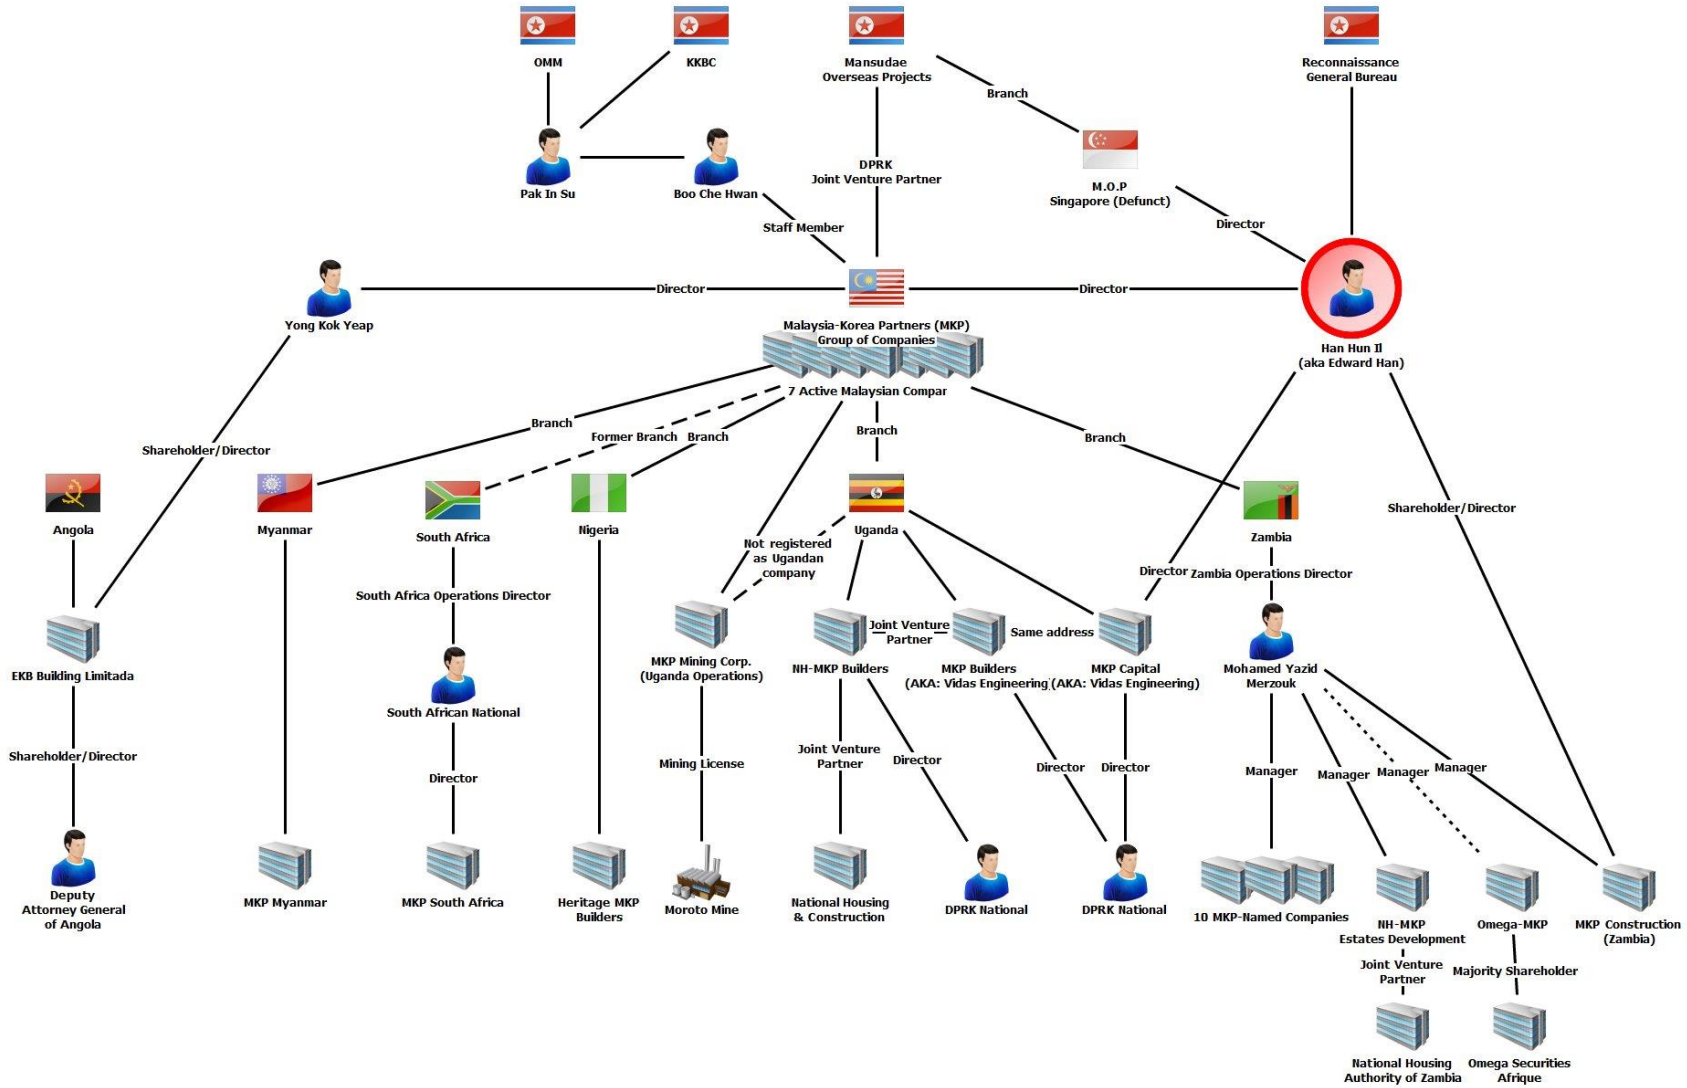 OMM
KKBC
Mansudae
Overseas Projects
Reconnaissance
General Bureau
Branch
DPRK
Joint Venture Partner
Pak In Su
Boo Che Hwan
M.O.P
Singapore (Defunct)
Staff Member
Director
Director
Director
Yong Kok Yeap
Malaysia-Korea Partners (MKP)
Group of Companies
Han Hun Il
(aka Edward Han)
7 Active Malaysian Compar
Branch
Former Branch
Branch
Branch
Branch
Shareholder/Director
Shareholder/Director
Angola
Myanmar
South Africa
Nigeria
Uganda
Zambia
Not registered
as Ugandan
company
Director
Zambia Operations Director
South Africa Operations Director
Joint Venture
Partner
Same address
EKB Building Limitada
MKP Mining Corp.
(Uganda Operations)
NH-MKP Builders
MKP Builders
(AKA: Vidas Engineering)
MKP Capital
(AKA: Vidas Engineering)
Mohamed Yazid
Merzouk
South African National
Shareholder/Director
Director
Mining License
Joint Venture
Partner
Director
Director
Director
Manager
Manager
Manager
Manager
Deputy
Attorney General
of Angola
MKP Myanmar
MKP South Africa
Heritage MKP
Builders
Moroto Mine
National Housing
& Construction
DPRK National
DPRK National
10 MKP-Named Companies
NH-MKP
Estates Development
Omega-MKP
MKP Construction
(Zambia)
Joint Venture
Partner
Majority Shareholder
National Housing
Authority of Zambia
Omega Securities
Afrique